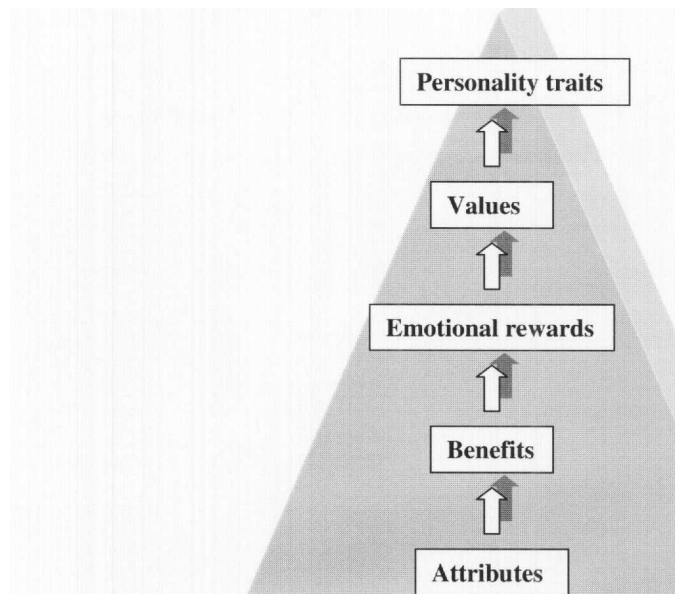 Personality traits
Values
Emotional rewards
Benefits
Attributes